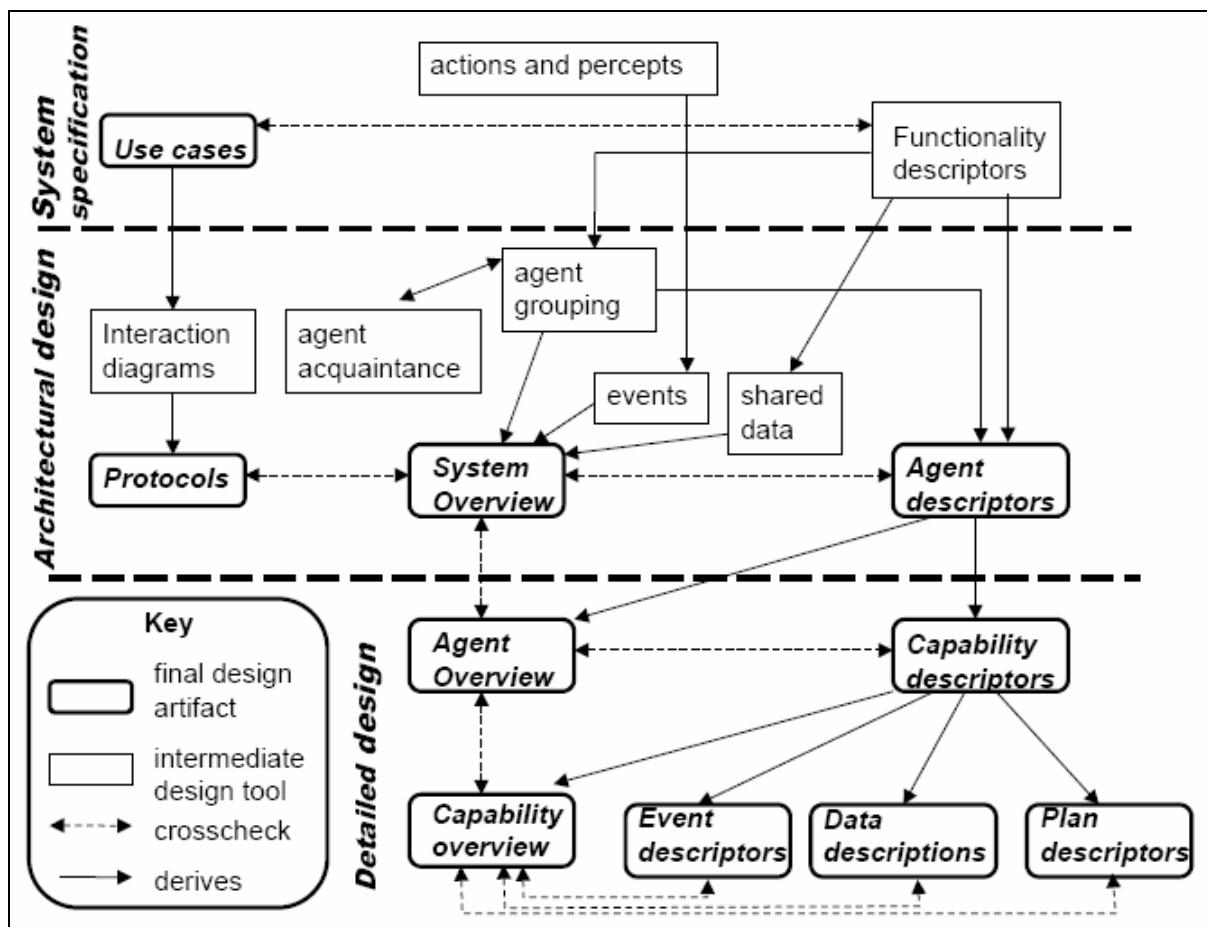 System
specification
actions and percepts
Use cases
Functionality
descriptors
Architectural design
agent
grouping
Interaction
diagrams
agent
acquaintance
events
shared
data
Protocols
System
Overview
Agent
descriptors
Key
final design
artifact
intermediate
design tool
crosscheck
derives
Detailed design
Agent
Overview
Capability
descriptors
Capability
overview
Event
descriptors
Data
descriptions
Plan
descriptors